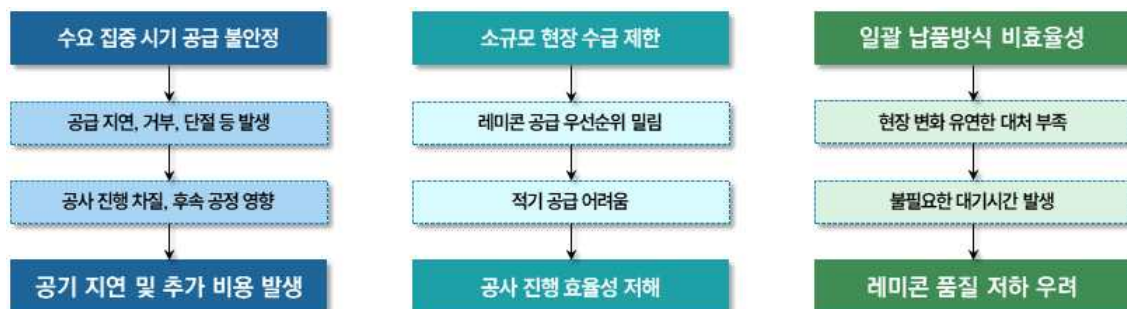 수요 집중 시기 공급 불안정
공급 지연, 거부, 단절 등 발생
공사 진행 차질, 후속 공정 영향
공기 지연 및 추가 비용 발생
소규모 현장 수급 제한
레미콘 공급 우선순위 밀림
적기 공급 어려움
공사 진행 효율성 저해
일괄 납품방식 비효율성
현장 변화 유연한 대처 부족
불필요한 대기시간 발생
레미콘 품질 저하 우려